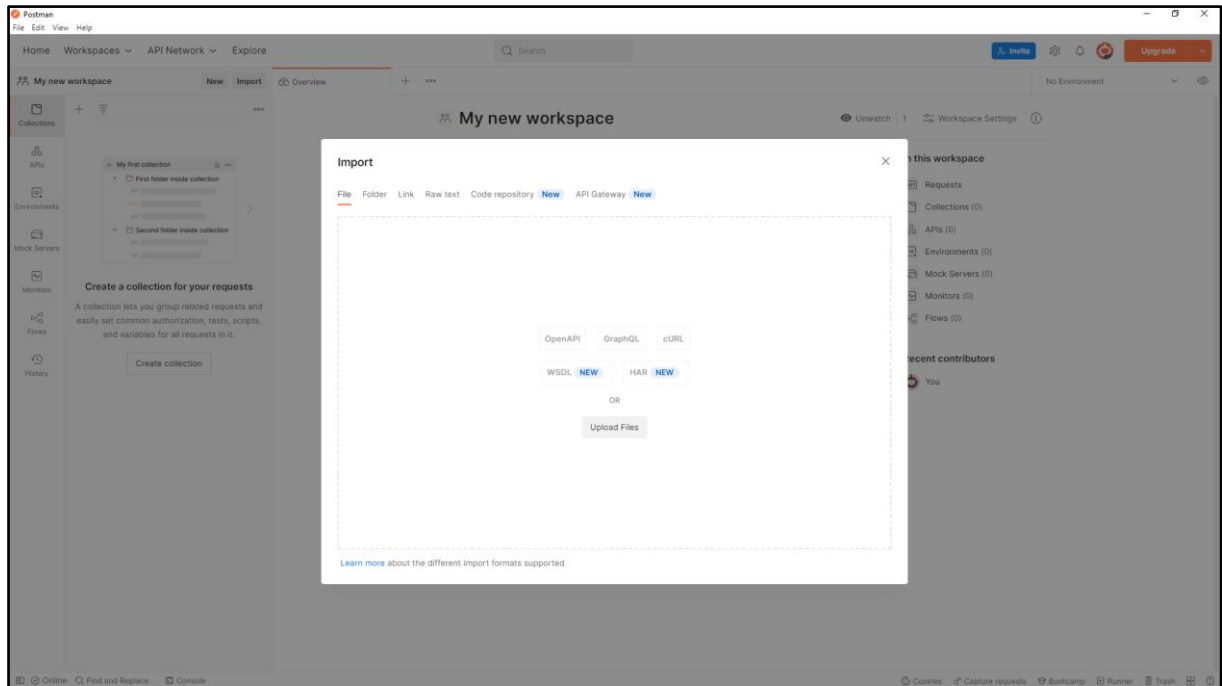 Postman
File Edit View Help
Home Workspaces API Network Explore
Search
Invite
Upgrade
My new workspace
New Import
Overview
No Environment
Collections
APIs
Environments
Mock Servers
Monitors
Flows
History
My first collection
First folder inside collection
Second folder inside collection
Create a collection for your requests
A collection lets you group related requests and
easily set common authorization, tests, scripts,
and variables for all requests in it.
Create collection
My new workspace
Unwatch 1 Workspace Settings
Import
File Folder Link Raw text Code repository New API Gateway New
OpenAPI GraphQL cURL
WSDL NEW HAR NEW
OR
Upload Files
Learn more about the different import formats supported
n this workspace
Requests
Collections (0)
APIs (0)
Environments (0)
Mock Servers (0)
Monitors (0)
Flows (0)
ecent contributors
You
Online Find and Replace Console
Cookies Capture requests Bootcamp Runner Trash